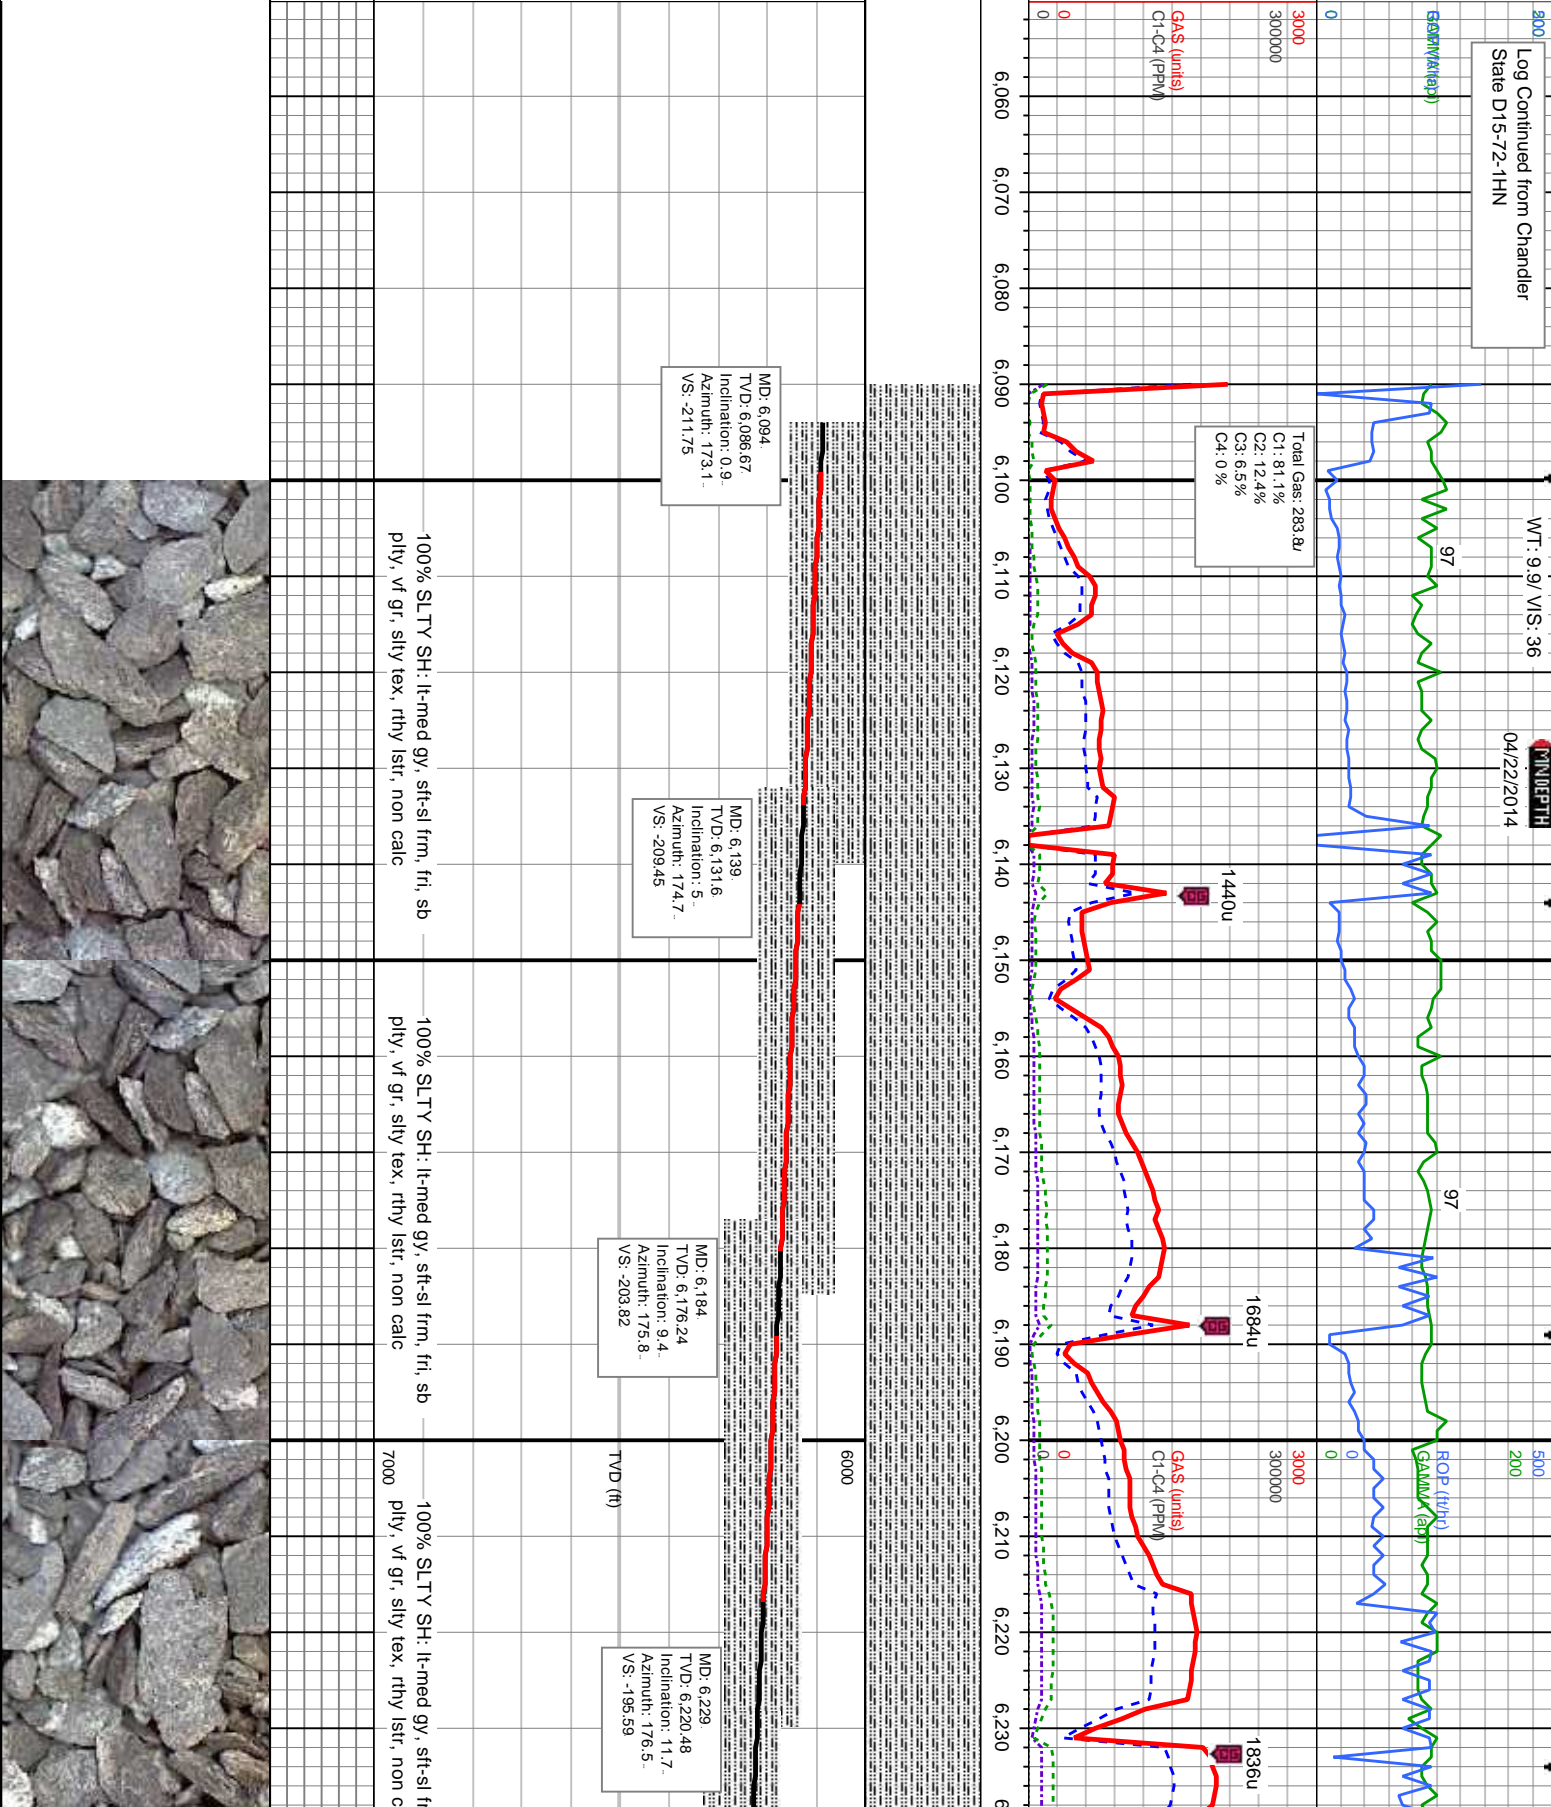 Log Continued from Chandler
State D15-72-1HN
WT: 9.9/ VIS: 36
04/22/2014
MN DEPTH
0
200
97
97
ROP (ft/hr)
GAMMA (api)
0
0
500
200
GAS (units)
C1-C4 (PPM)
0
0
3000
300000
Total Gas: 283.8u
C1: 81.1%
C2: 12.4%
C3: 6.5%
C4: 0 %
1440u
CG
1684u
CG
1836u
CG
GAS (units)
C1-C4 (PPM)
0
0
3000
300000
6,060
6,070
6,080
6,090
6,100
6,110
6,120
6,130
6,140
6,150
6,160
6,170
6,180
6,190
6,200
6,210
6,220
6,230
MD: 6,094
TVD: 6,086.67
Inclination: 0.9
Azimuth: 173.1
VS: -211.75
MD: 6,139
TVD: 6,131.6
Inclination: 5
Azimuth: 174.7
VS: -209.45
MD: 6,184
TVD: 6,176.24
Inclination: 9.4
Azimuth: 175.8
VS: -203.82
MD: 6,229
TVD: 6,220.48
Inclination: 11.7
Azimuth: 176.5
VS: -195.59
6000
TVD (ft)
7000
100% SLTY SH: lt-med gy, sft-sl frm, fri, sb
plty, vf gr, slty tex, rthy lstr, non calc
100% SLTY SH: lt-med gy, sft-sl frm, fri, sb
plty, vf gr, slty tex, rthy lstr, non calc
100% SLTY SH: lt-med gy, sft-sl fr
plty, vf gr, slty tex, rthy lstr, non c